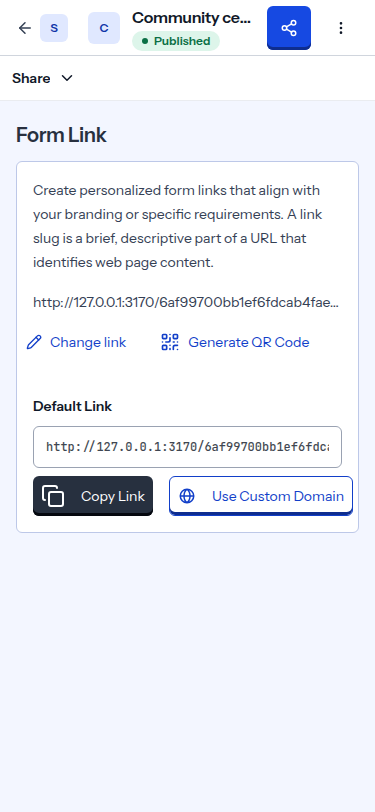 S
C
Community ce...
Published
Share
Form Link
Create personalized form links that align with
your branding or specific requirements. A link
slug is a brief, descriptive part of a URL that
identifies web page content.
http://127.0.0.1:3170/6af99700bb1ef6fdcab4fae...
Change link
Generate QR Code
Default Link
http://127.0.0.1:3170/6af99700bb1ef6fdca
Copy Link
Use Custom Domain